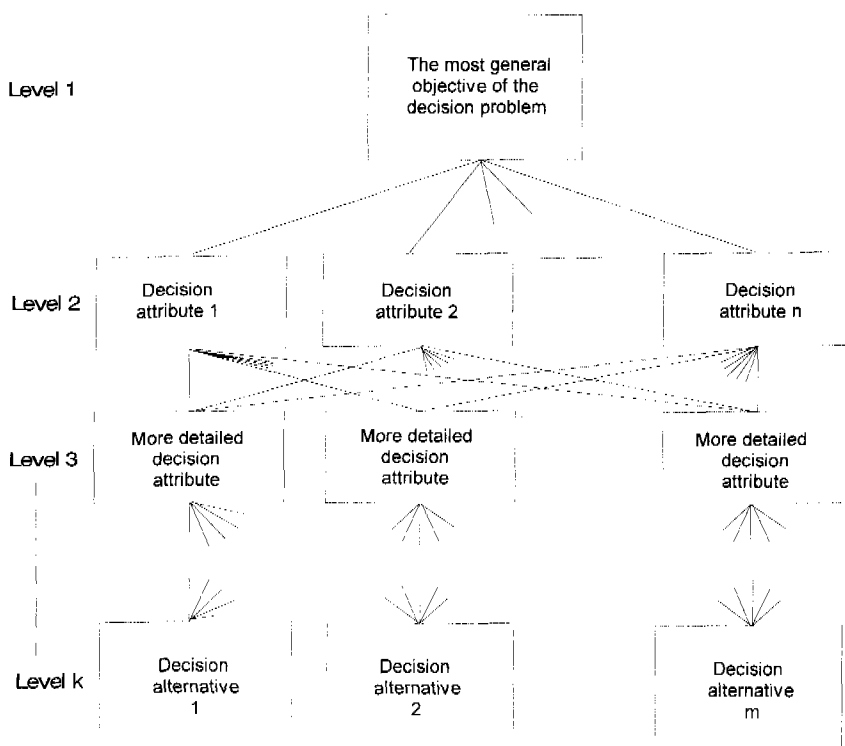 Level 1
The most general
objective of the
decision problem
Level 2
Decision
attribute 1
Decision
attribute 2
Decision
attribute n
Level 3
More detailed
decision
attribute
More detailed
decision
attribute
More detailed
decision
attribute
Level k
Decision
alternative
1
Decision
alternative
2
Decision
alternative
m